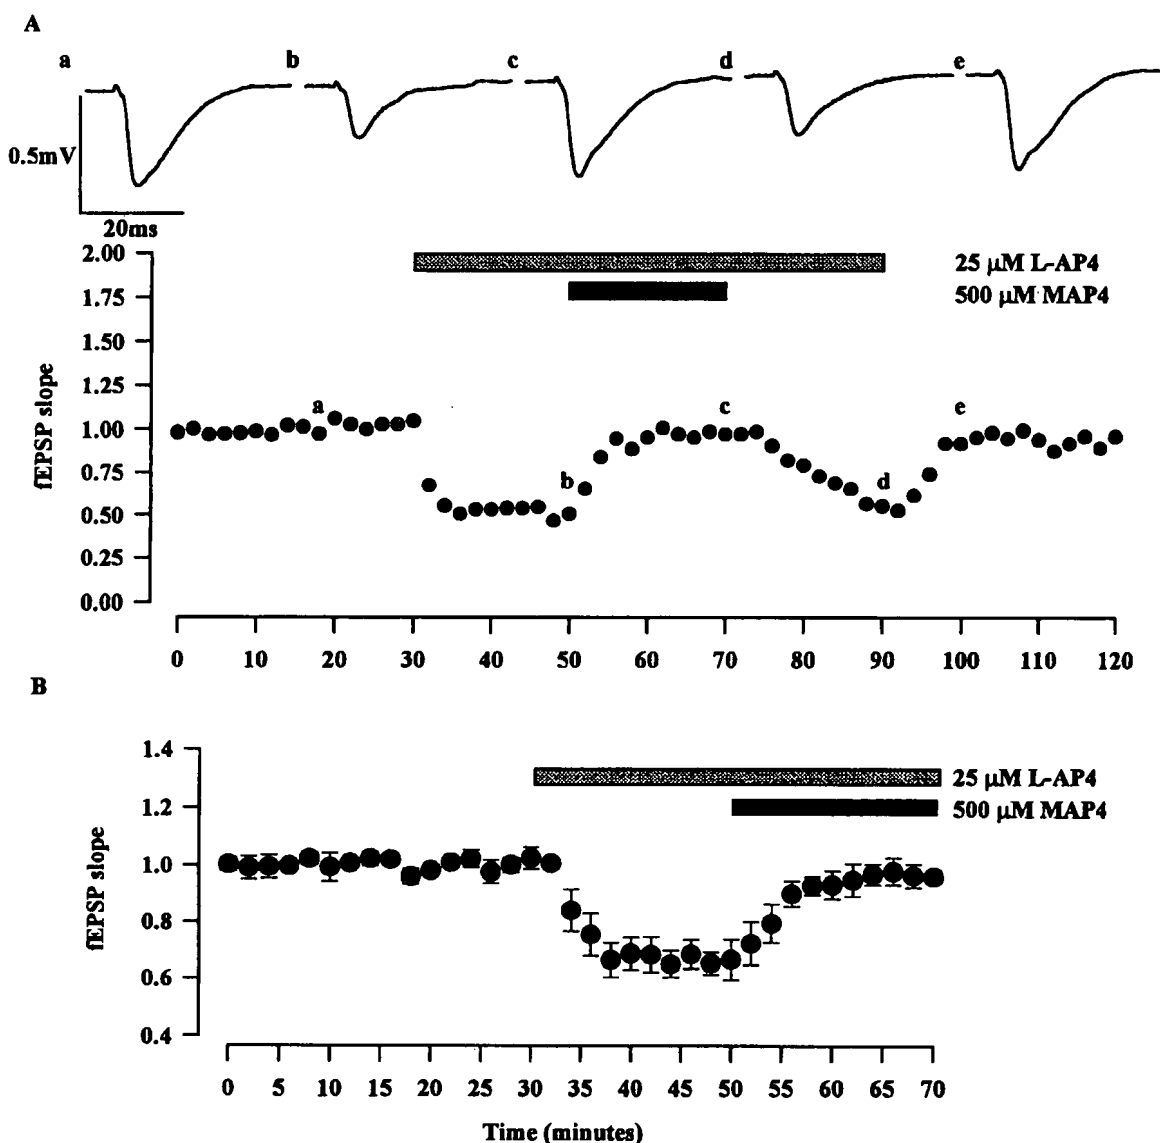 A
a b c d e
0.5mV
20ms
2.00
1.75
1.50
1.25
1.00
0.75
0.50
0.25
0.00
fEPSP slope
25 µM L-AP4
500 µM MAP4
a c e
b d
0 10 20 30 40 50 60 70 80 90 100 110 120
B
1.4
1.2
1.0
0.8
0.6
0.4
fEPSP slope
25 µM L-AP4
500 µM MAP4
0 5 10 15 20 25 30 35 40 45 50 55 60 65 70
Time (minutes)